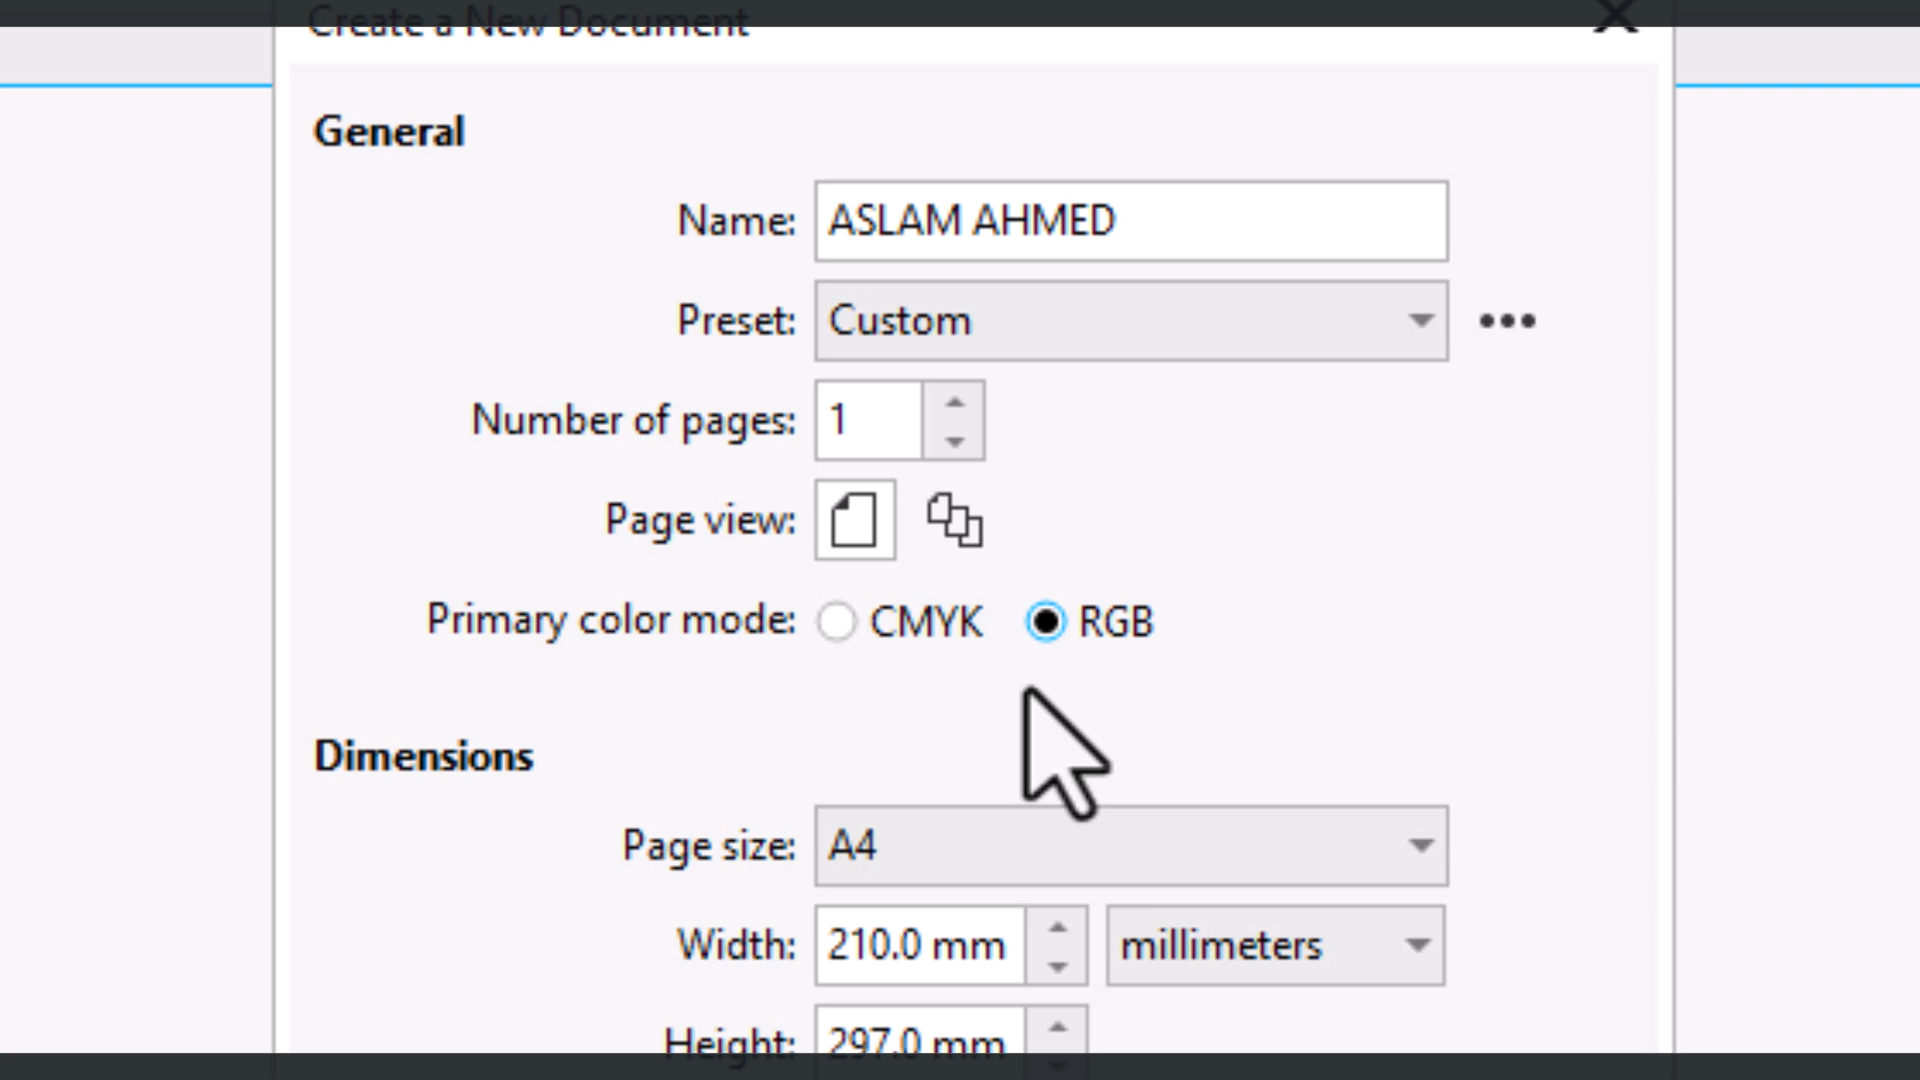 Create a New Document
General
Name: ASLAM AHMED
Preset: Custom
Number of pages: 1
Page view:
Primary color mode: CMYK RGB
Dimensions
Page size: A4
Width: 210.0 mm millimeters
Height: 297.0 mm